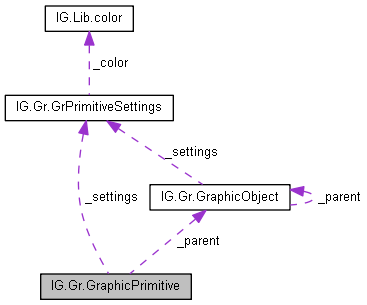 IG.Lib.color
_color
IG.Gr.GrPrimitiveSettings
_settings
IG.Gr.GraphicObject
_settings
_parent
_parent
IG.Gr.GraphicPrimitive